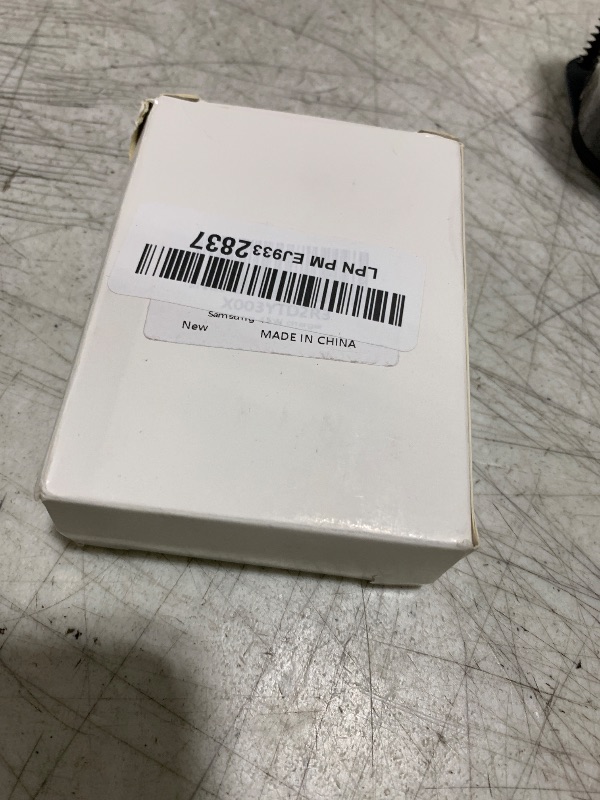 LPN PM EJ9332837
samsung
New
MADE IN CHINA